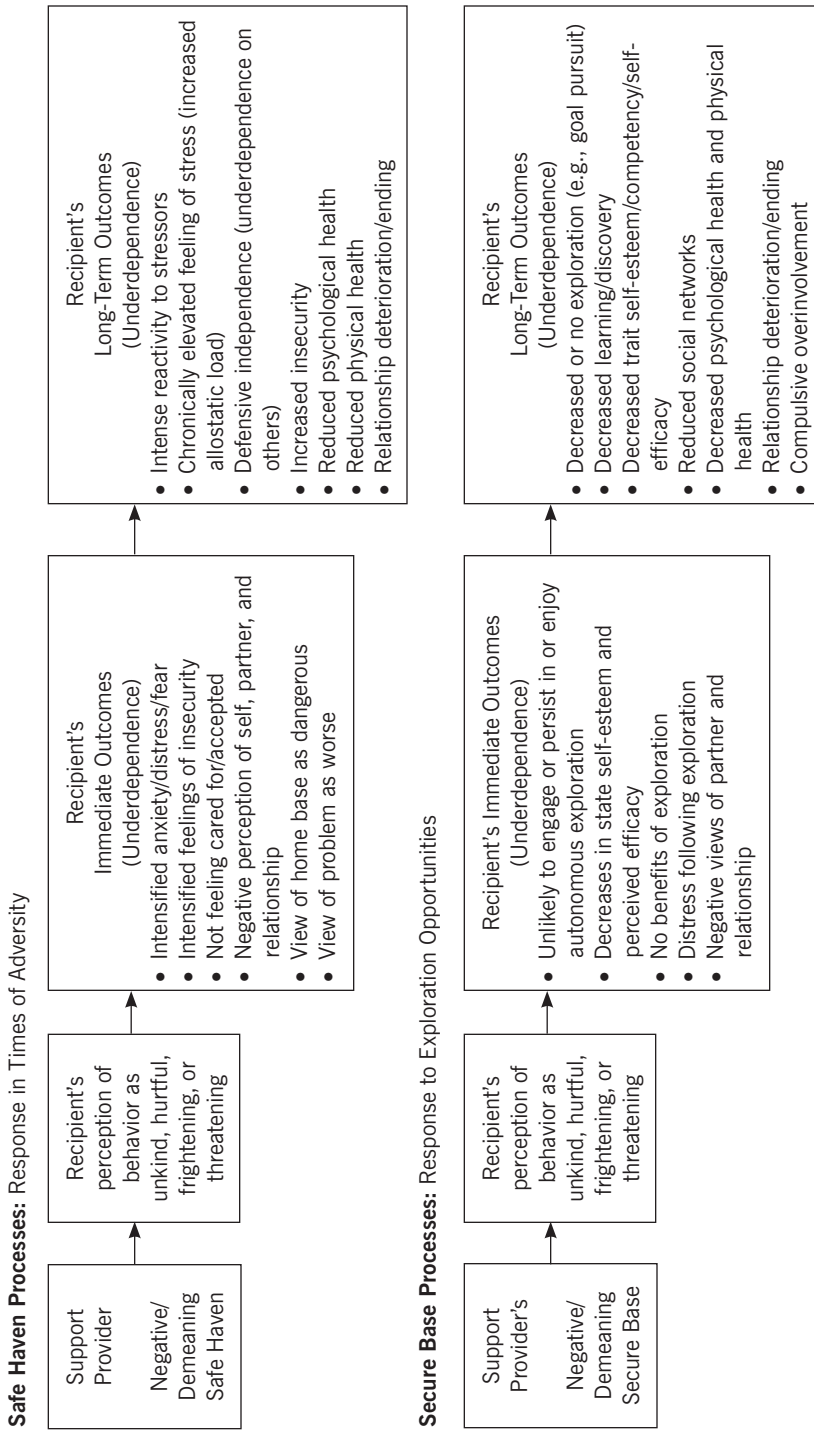 Safe Haven Processes: Response in Times of Adversity
Support
Provider
Negative/
Demeaning
Safe Haven
Recipient's
perception of
behavior as
unkind, hurtful,
frightening, or
threatening
Recipient's
Immediate Outcomes
(Underdependence)
• Intensified anxiety/distress/fear
• Intensified feelings of insecurity
• Not feeling cared for/accepted
• Negative perception of self, partner, and
relationship
• View of home base as dangerous
• View of problem as worse
Recipient's
Long-Term Outcomes
(Underdependence)
• Intense reactivity to stressors
• Chronically elevated feeling of stress (increased
allostatic load)
• Defensive independence (underdependence on
others)
• Increased insecurity
• Reduced psychological health
• Reduced physical health
• Relationship deterioration/ending
Secure Base Processes: Response to Exploration Opportunities
Support
Provider's
Negative/
Demeaning
Secure Base
Recipient's
perception of
behavior as
unkind, hurtful,
frightening, or
threatening
Recipient's Immediate Outcomes
(Underdependence)
• Unlikely to engage or persist in or enjoy
autonomous exploration
• Decreases in state self-esteem and
perceived efficacy
• No benefits of exploration
• Distress following exploration
• Negative views of partner and
relationship
Recipient's
Long-Term Outcomes
(Underdependence)
• Decreased or no exploration (e.g., goal pursuit)
• Decreased learning/discovery
• Decreased trait self-esteem/competency/self-
efficacy
• Reduced social networks
• Decreased psychological health and physical
health
• Relationship deterioration/ending
• Compulsive overinvolvement